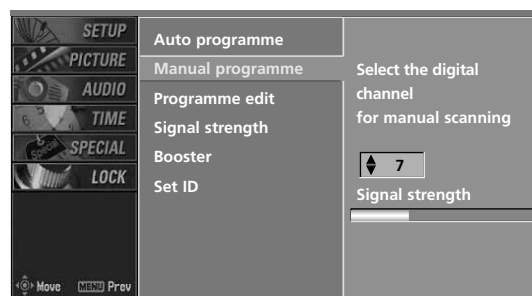 SETUP
PICTURE
AUDIO
TIME
SPECIAL
LOCK
Move MENU Prev
Auto programme
Manual programme
Programme edit
Signal strength
Booster
Set ID
Select the digital
channel
for manual scanning
7
Signal strength